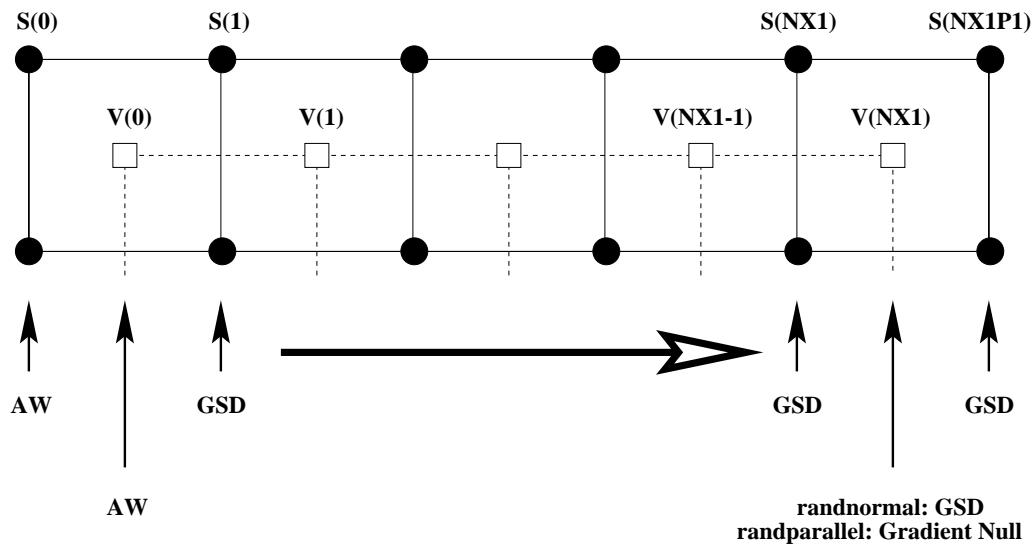 S(0) S(1) S(NX1) S(NX1P1)
V(0) V(1) V(NX1-1) V(NX1)
AW GSD GSD GSD
AW
randnormal: GSD
randparallel: Gradient Null